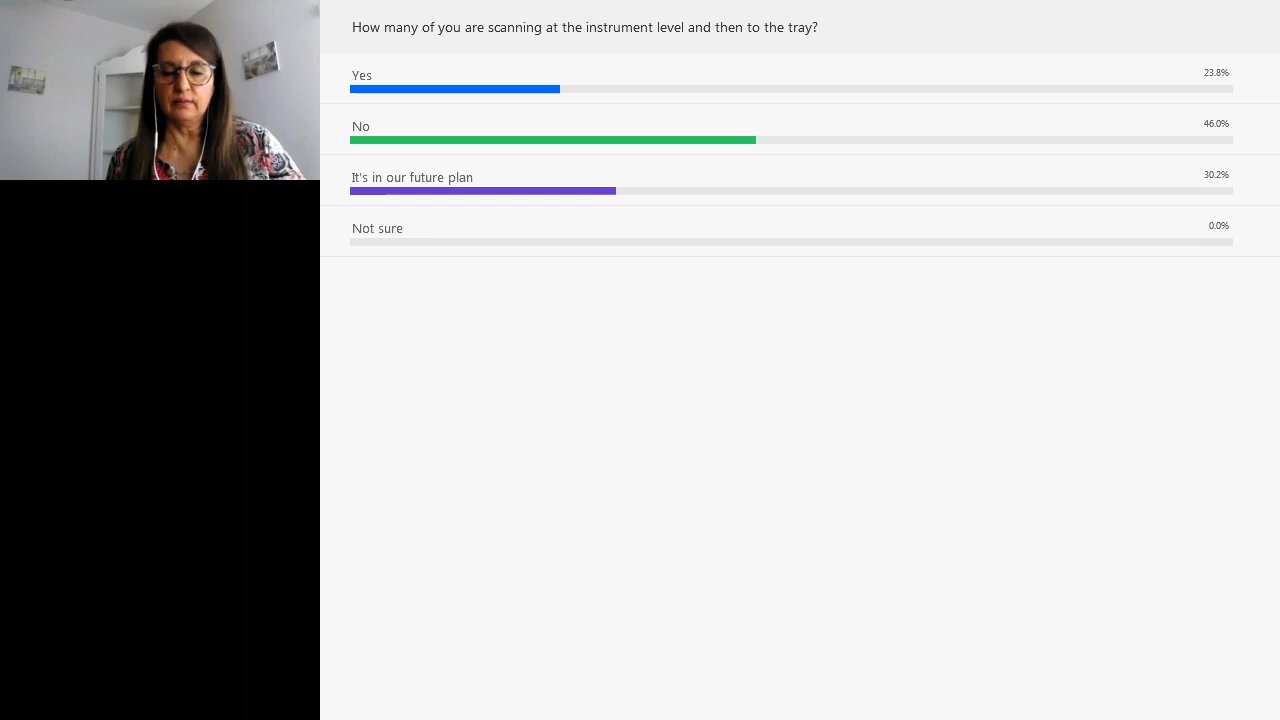 How many of you are scanning at the instrument level and then to the tray?
Yes
23.8%
No
46.0%
It's in our future plan
30.2%
Not sure
0.0%